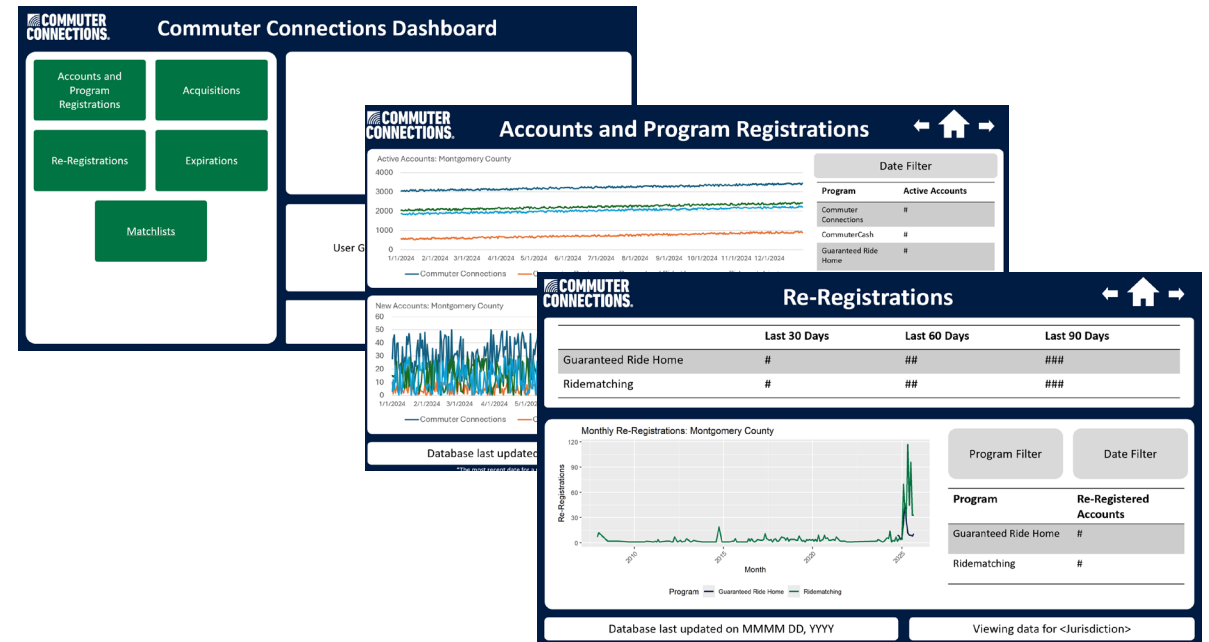 COMMUTER
CONNECTIONS.
Commuter Connections Dashboard
Accounts and
Program
Registrations
Acquisitions
Re-Registrations
Expirations
Matchlists
User G
COMMUTER
CONNECTIONS.
Accounts and Program Registrations
Active Accounts: Montgomery County
4000
3000
2000
1000
0
1/1/2024 2/1/2024 3/1/2024 4/1/2024 5/1/2024 6/1/2024 7/1/2024 8/1/2024 9/1/2024 10/1/2024 11/1/2024 12/1/2024
Commuter Connections
Date Filter
Program Active Accounts
Commuter
Connections #
CommuterCash #
Guaranteed Ride
Home #
New Accounts: Montgomery County
60
50
40
30
20
10
0
1/1/2024 2/1/2024 3/1/2024 4/1/2024
Commuter Connections
Database last updated
*The most recent date for a
COMMUTER
CONNECTIONS.
Re-Registrations
Last 30 Days Last 60 Days Last 90 Days
Guaranteed Ride Home # ## ###
Ridematching # ## ###
Monthly Re-Registrations: Montgomery County
120
90
60
30
0
Re-Registrations
2010 2015 2020 2025
Month
Program Guaranteed Ride Home Ridematching
Program Filter
Date Filter
Program Re-Registered
Accounts
Guaranteed Ride Home #
Ridematching #
Database last updated on MMMM DD, YYYY
Viewing data for <Jurisdiction>